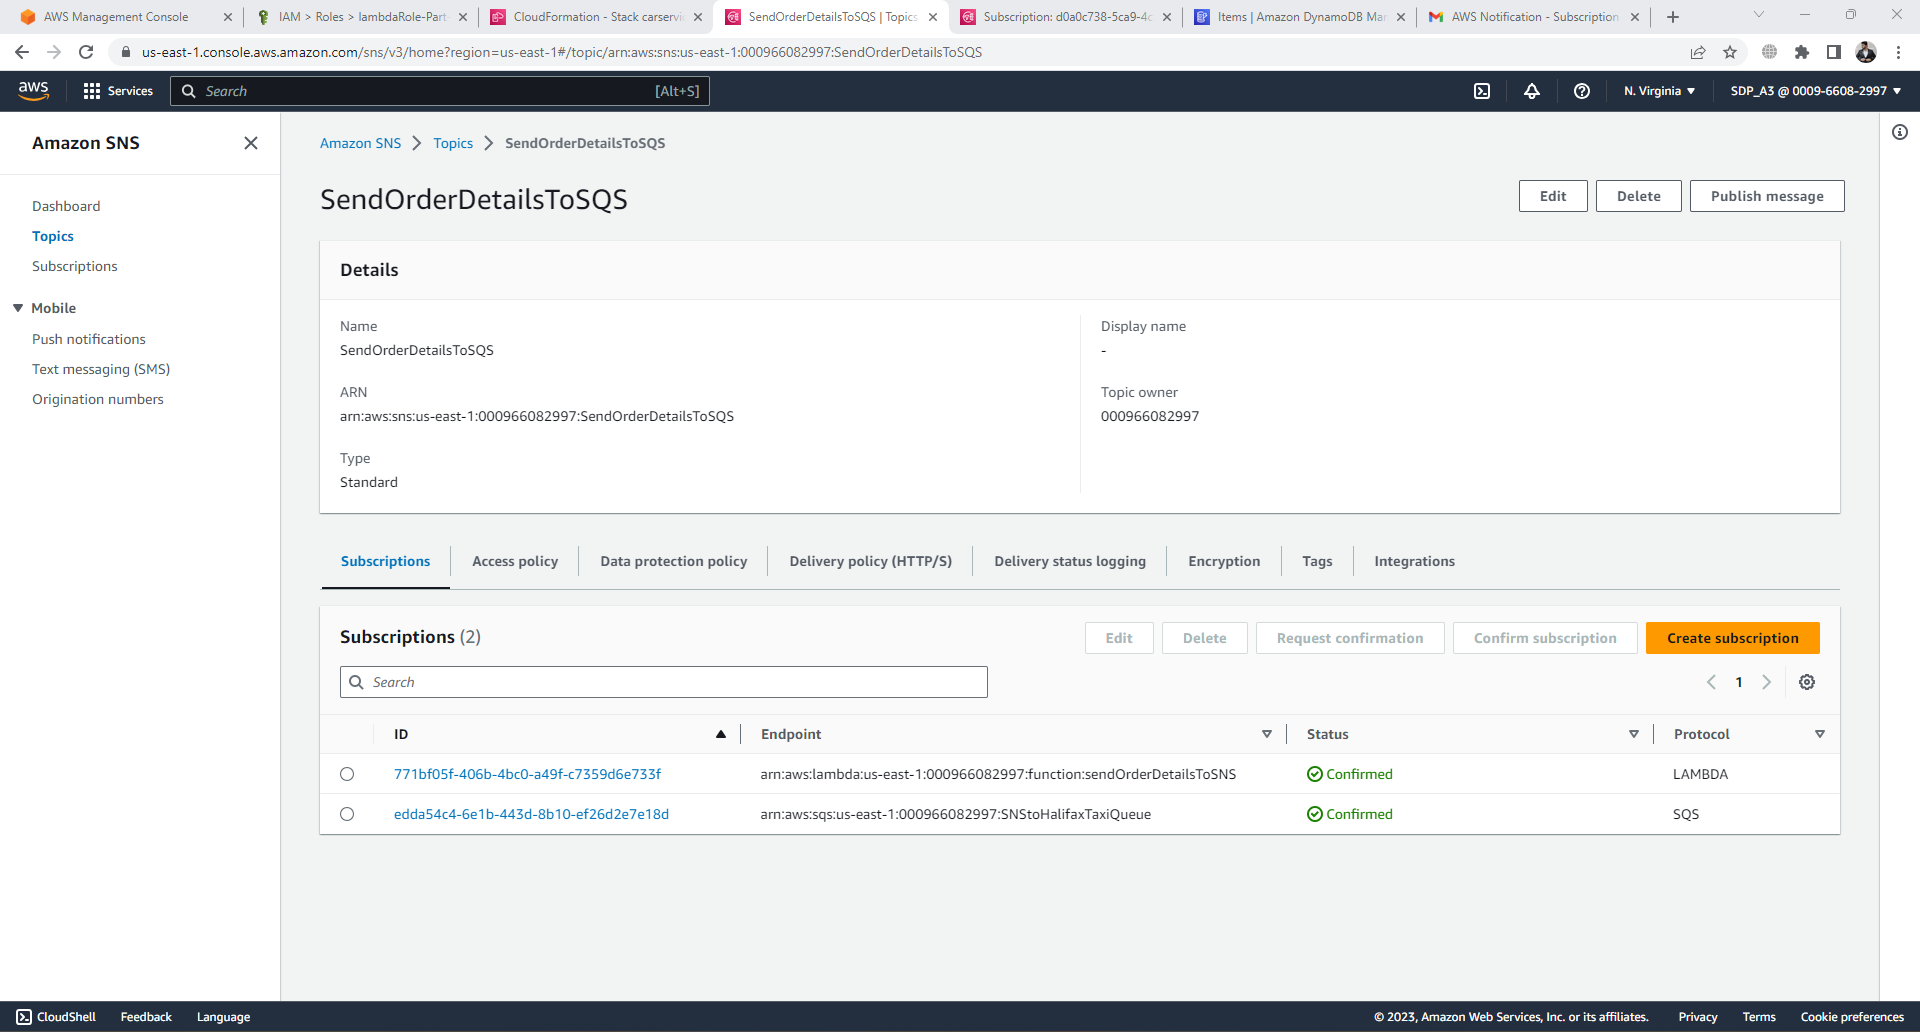 AWS Management Console
IAM > Roles > lambdaRole-Part
CloudFormation - Stack carservic
SendOrderDetailsToSQS | Topics
Subscription: d0a0c738-5ca9-4c
Items | Amazon DynamoDB Man
AWS Notification - Subscription
us-east-1.console.aws.amazon.com/sns/v3/home?region=us-east-1#/topic/arn:aws:sns:us-east-1:000966082997:SendOrderDetailsToSQS
aws
Services
Search
[Alt+S]
N. Virginia
SDP_A3 @ 0009-6608-2997
Amazon SNS
Dashboard
Topics
Subscriptions
Mobile
Push notifications
Text messaging (SMS)
Origination numbers
Amazon SNS > Topics > SendOrderDetailsToSQS
SendOrderDetailsToSQS
Edit
Delete
Publish message
Details
Name
SendOrderDetailsToSQS
ARN
arn:aws:sns:us-east-1:000966082997:SendOrderDetailsToSQS
Type
Standard
Display name
-
Topic owner
000966082997
Subscriptions
Access policy
Data protection policy
Delivery policy (HTTP/S)
Delivery status logging
Encryption
Tags
Integrations
Subscriptions (2)
Edit
Delete
Request confirmation
Confirm subscription
Create subscription
Search
1
ID Endpoint Status Protocol
771bf05f-406b-4bc0-a49f-c7359d6e733f arn:aws:lambda:us-east-1:000966082997:function:sendOrderDetailsToSNS Confirmed LAMBDA
edda54c4-6e1b-443d-8b10-ef26d2e7e18d arn:aws:sqs:us-east-1:000966082997:SNStoHalifaxTaxiQueue Confirmed SQS
CloudShell
Feedback
Language
© 2023, Amazon Web Services, Inc. or its affiliates.
Privacy
Terms
Cookie preferences